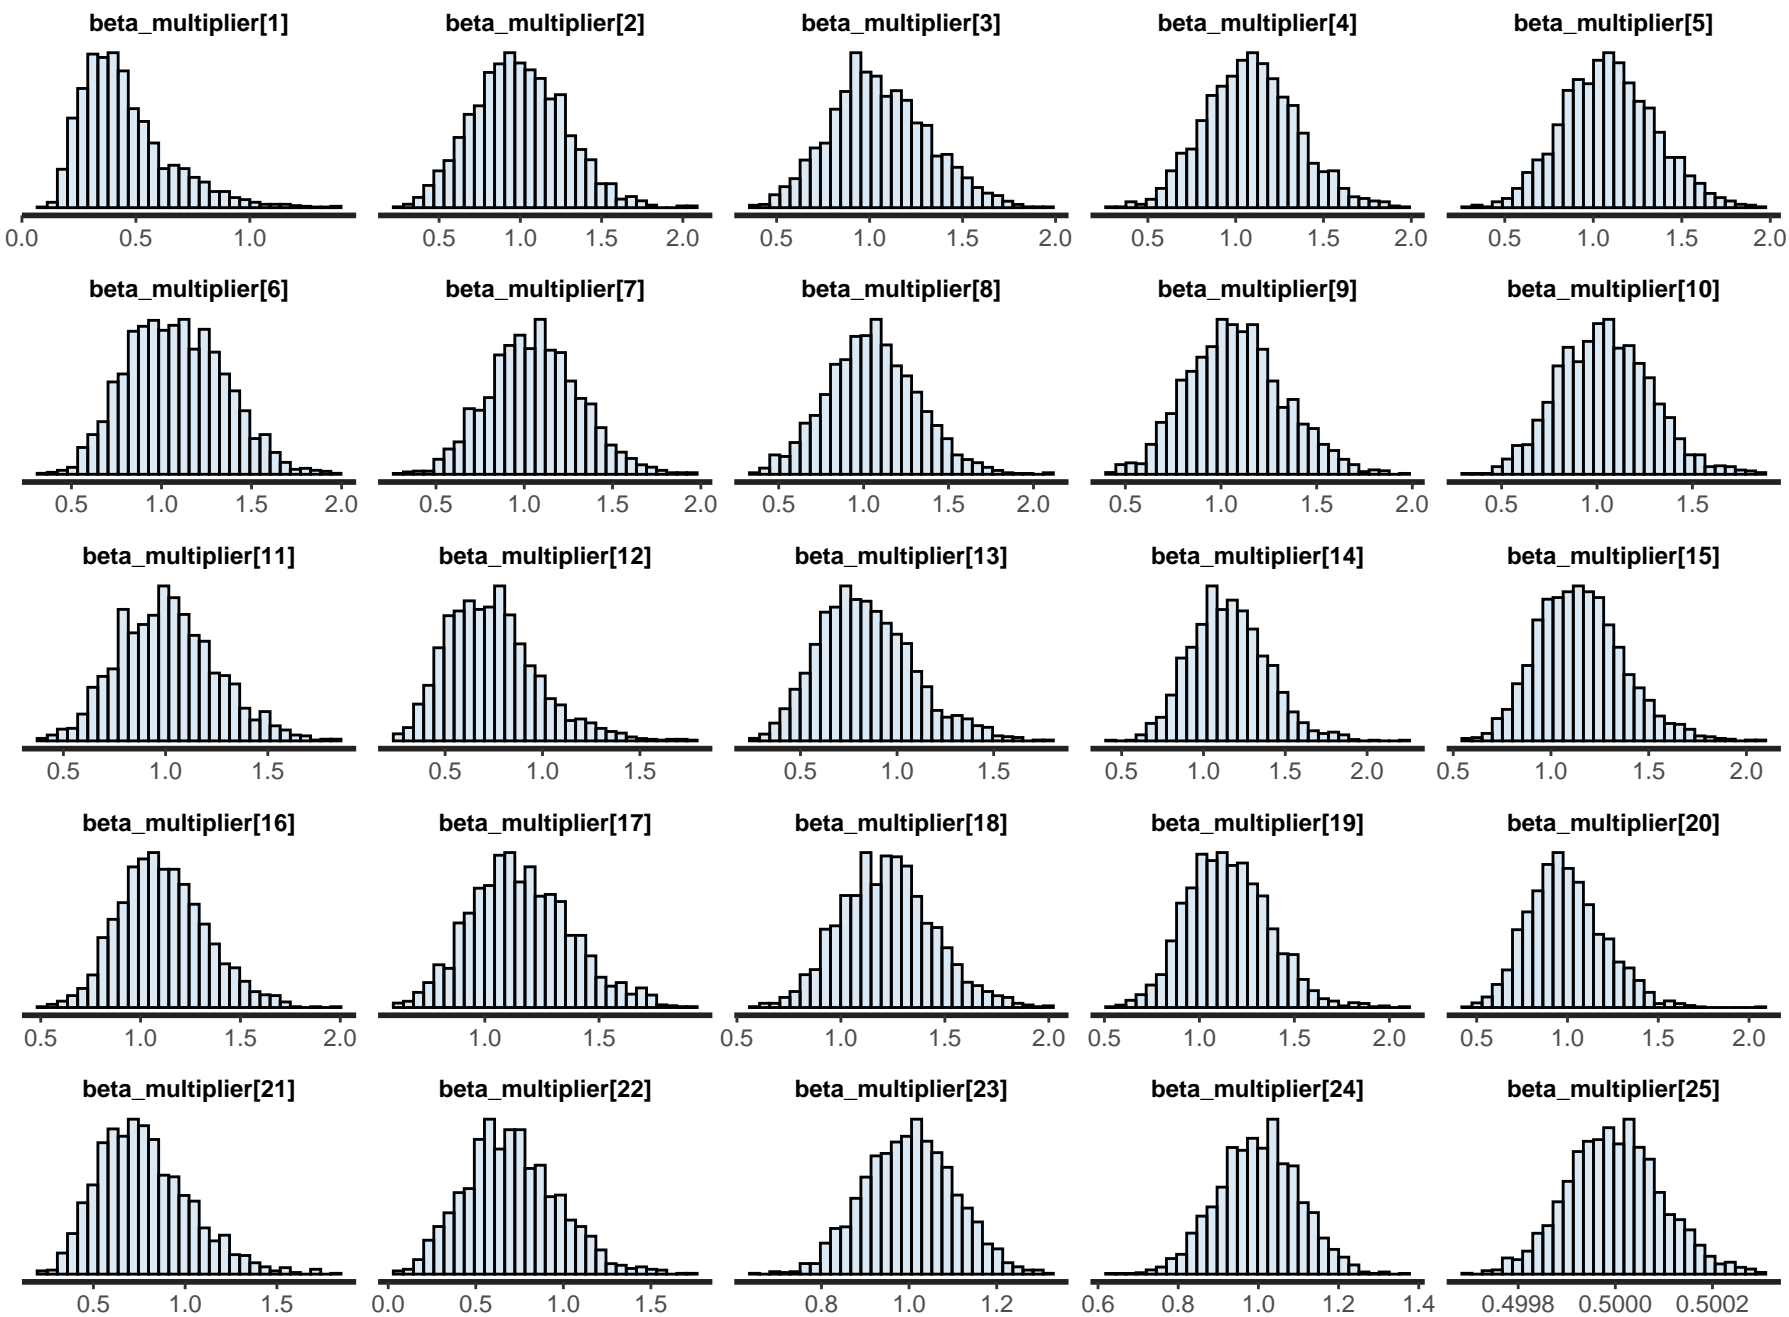 beta_multiplier[1] beta_multiplier[2] beta_multiplier[3] beta_multiplier[4] beta_multiplier[5]
0.0 0.5 1.0 0.5 1.0 1.5 2.0 0.5 1.0 1.5 2.0 0.5 1.0 1.5 2.0 0.5 1.0 1.5 2.0
beta_multiplier[6] beta_multiplier[7] beta_multiplier[8] beta_multiplier[9] beta_multiplier[10]
0.5 1.0 1.5 2.0 0.5 1.0 1.5 2.0 0.5 1.0 1.5 2.0 0.5 1.0 1.5 2.0 0.5 1.0 1.5
beta_multiplier[11] beta_multiplier[12] beta_multiplier[13] beta_multiplier[14] beta_multiplier[15]
0.5 1.0 1.5 0.5 1.0 1.5 0.5 1.0 1.5 0.5 1.0 1.5 2.0 0.5 1.0 1.5 2.0
beta_multiplier[16] beta_multiplier[17] beta_multiplier[18] beta_multiplier[19] beta_multiplier[20]
0.5 1.0 1.5 2.0 1.0 1.5 0.5 1.0 1.5 2.0 0.5 1.0 1.5 2.0 0.5 1.0 1.5 2.0
beta_multiplier[21] beta_multiplier[22] beta_multiplier[23] beta_multiplier[24] beta_multiplier[25]
0.5 1.0 1.5 0.0 0.5 1.0 1.5 0.8 1.0 1.2 0.6 0.8 1.0 1.2 1.4 0.4998 0.5000 0.5002